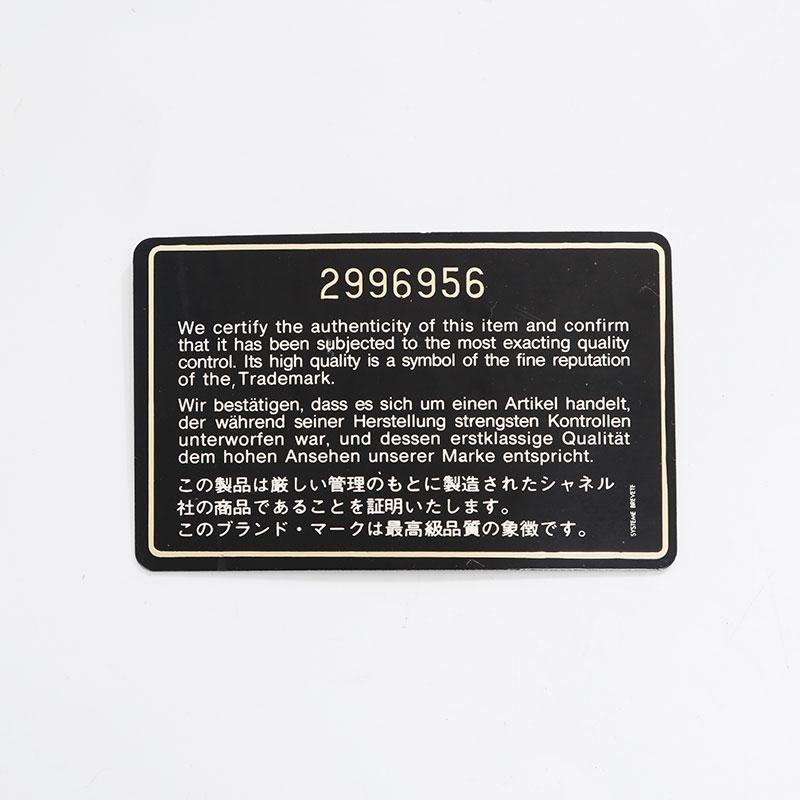 2996956
We certify the authenticity of this item and confirm
that it has been subjected to the most exacting quality
control. Its high quality is a symbol of the fine reputation
of the Trademark.
Wir bestätigen, dass es sich um einen Artikel handelt,
der während seiner Herstellung strengsten Kontrollen
unterworfen war, und dessen erstklassige Qualität
dem hohen Ansehen unserer Marke entspricht.
この製品は厳しい管理のもとに製造されたシャネル
社の商品であることを証明いたします。
このブランド・マークは最高級品質の象徴です。
SYSTEME BREVETE